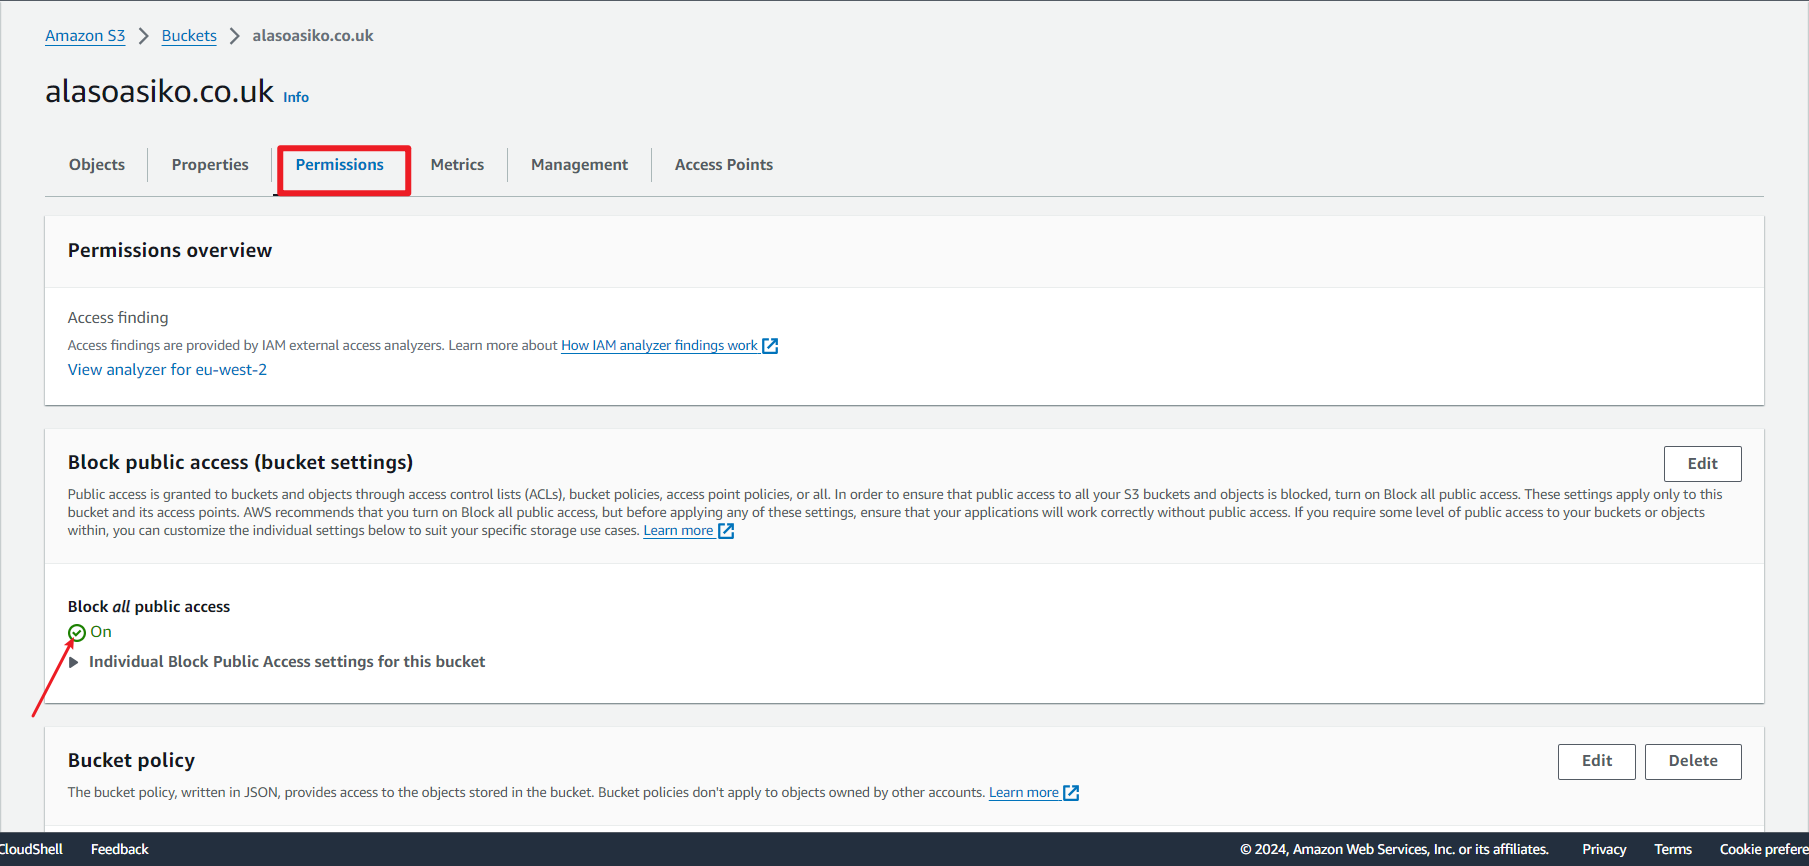 Amazon S3 > Buckets > alasoasiko.co.uk
alasoasiko.co.uk Info
Objects Properties Permissions Metrics Management Access Points
Permissions overview
Access finding
Access findings are provided by IAM external access analyzers. Learn more about How IAM analyzer findings work
View analyzer for eu-west-2
Block public access (bucket settings)
Edit
Public access is granted to buckets and objects through access control lists (ACLs), bucket policies, access point policies, or all. In order to ensure that public access to all your S3 buckets and objects is blocked, turn on Block all public access. These settings apply only to this
bucket and its access points. AWS recommends that you turn on Block all public access, but before applying any of these settings, ensure that your applications will work correctly without public access. If you require some level of public access to your buckets or objects
within, you can customize the individual settings below to suit your specific storage use cases. Learn more
Block all public access
On
Individual Block Public Access settings for this bucket
Bucket policy
Edit Delete
The bucket policy, written in JSON, provides access to the objects stored in the bucket. Bucket policies don't apply to objects owned by other accounts. Learn more
CloudShell Feedback © 2024, Amazon Web Services, Inc. or its affiliates. Privacy Terms Cookie prefere